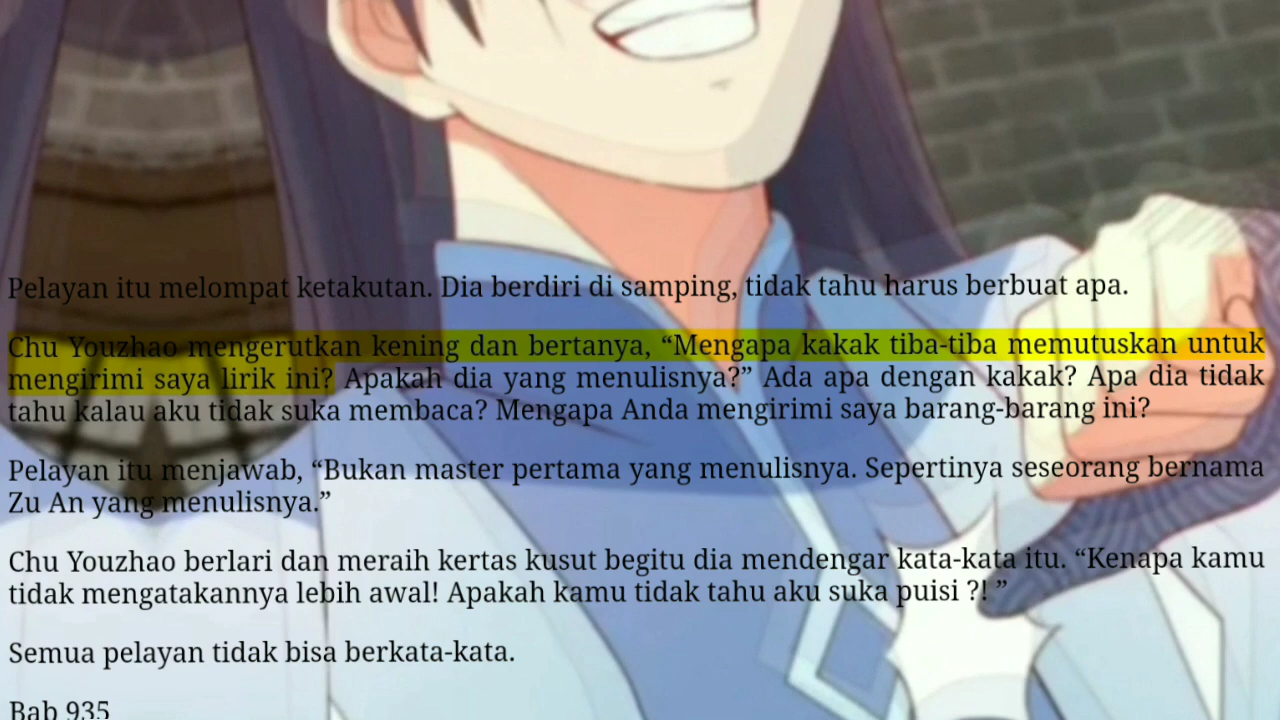 Pelayan itu melompat ketakutan. Dia berdiri di samping, tidak tahu harus berbuat apa.
Chu Youzhao mengerutkan kening dan bertanya, “Mengapa kakak tiba-tiba memutuskan untuk
mengirimi saya lirik ini? Apakah dia yang menulisnya?” Ada apa dengan kakak? Apa dia tidak
tahu kalau aku tidak suka membaca? Mengapa Anda mengirimi saya barang-barang ini?
Pelayan itu menjawab, “Bukan master pertama yang menulisnya. Sepertinya seseorang bernama
Zu An yang menulisnya.”
Chu Youzhao berlari dan meraih kertas kusut begitu dia mendengar kata-kata itu. “Kenapa kamu
tidak mengatakannya lebih awal! Apakah kamu tidak tahu aku suka puisi ?! ”
Semua pelayan tidak bisa berkata-kata.
Bab 935